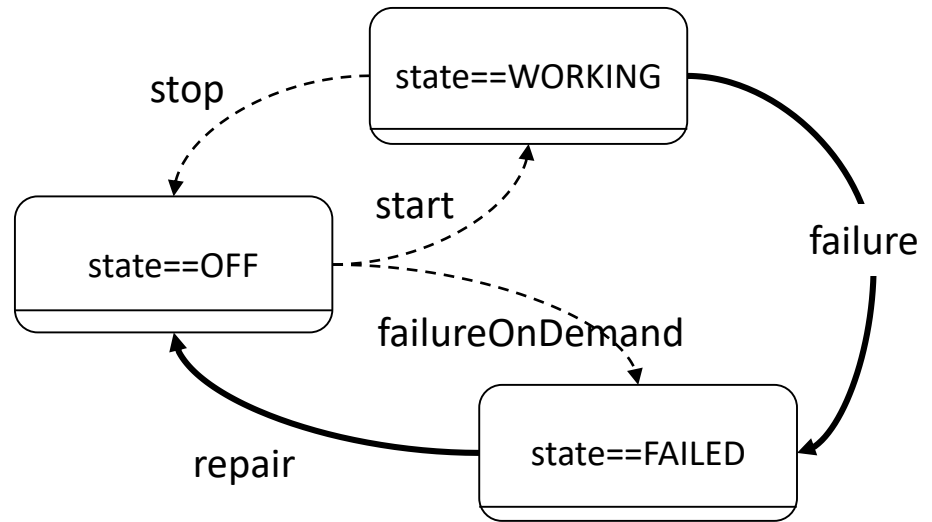 state==WORKING
stop
start
failure
state==OFF
failureOnDemand
repair
state==FAILED